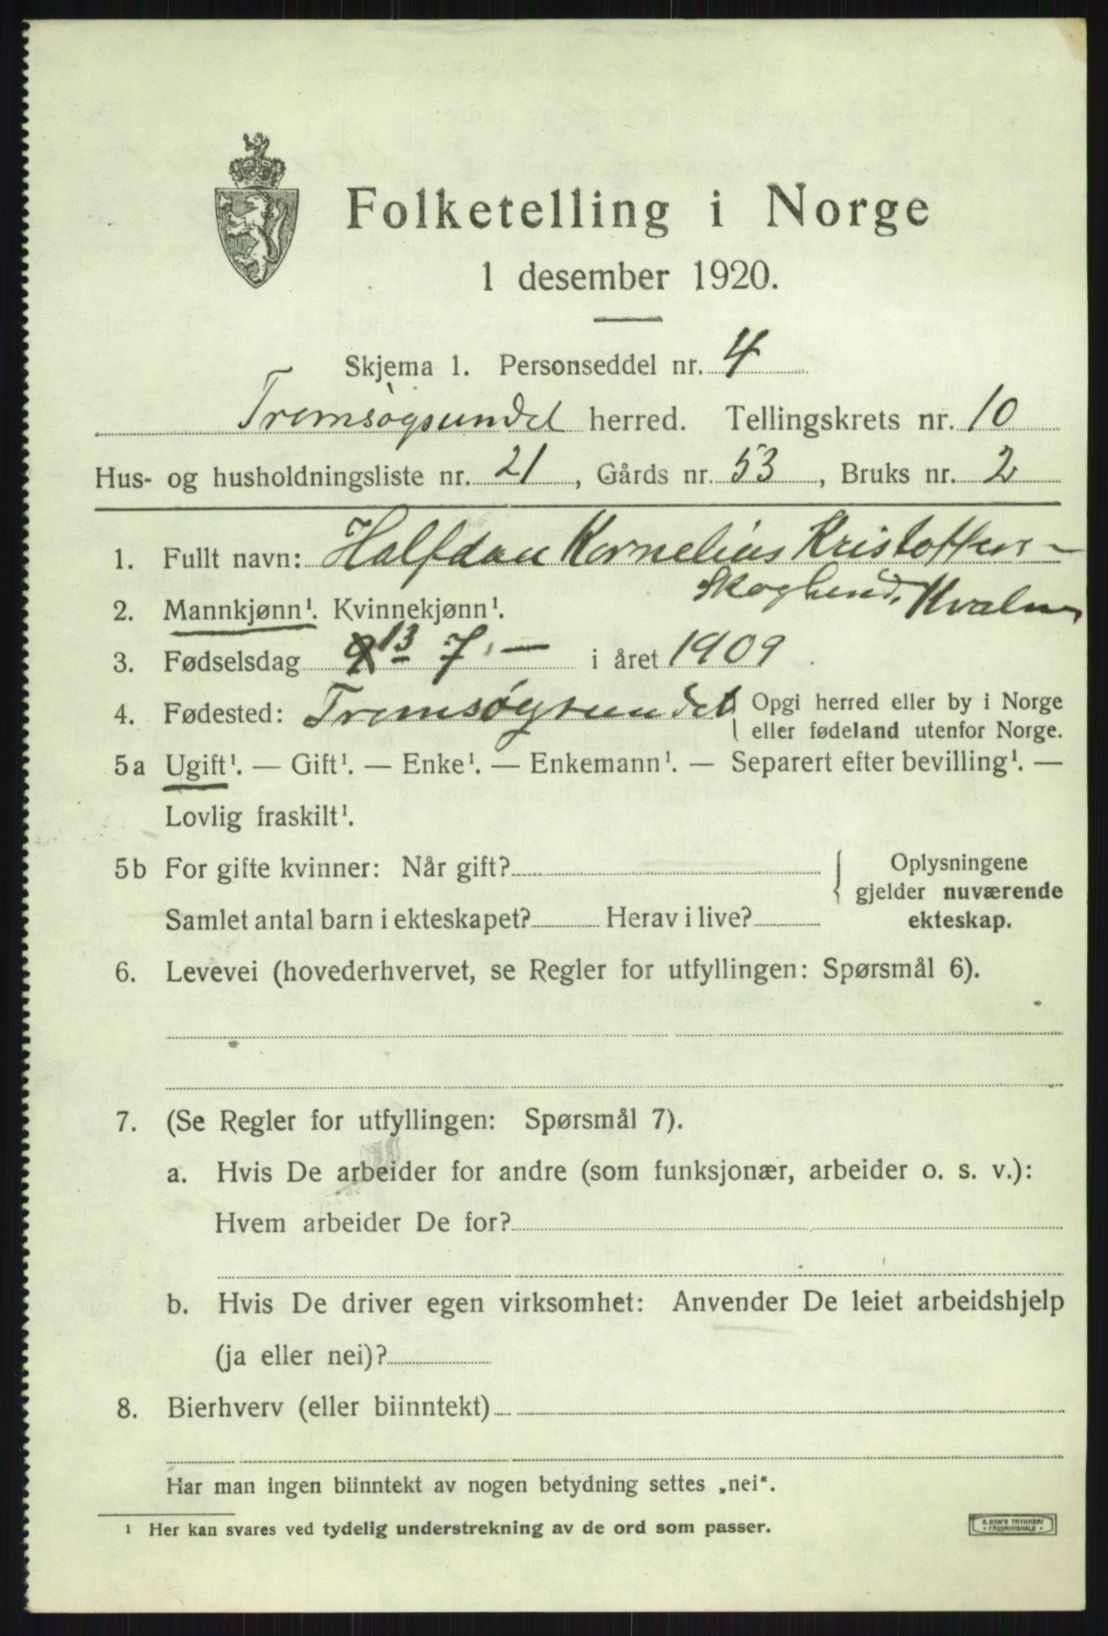 Folketelling i Norge
1 desember 1920.
Skjema 1. Personseddel nr. 4
Tromsøysundet herred. Tellingskrets nr. 10
Hus- og husholdningsliste nr. 21, Gårds nr. 53, Bruks nr. 2
1. Fullt navn: Halfdan Kornelius Kristoffers-
Skoglund, Kvalnes
2. Mannkjønn¹. Kvinnekjønn¹.
3. Fødselsdag 13 7. — i året 1909.
4. Fødested: Tromsøysundet { Opgi herred eller by i Norge
eller fødeland utenfor Norge.
5a Ugift¹. — Gift¹. — Enke¹. — Enkemann¹. — Separert efter bevilling¹. —
Lovlig fraskilt¹.
5b For gifte kvinner: Når gift? { Oplysningene
gjelder nuværende
Samlet antal barn i ekteskapet? Herav i live? ekteskap.
6. Levevei (hovederhvervet, se Regler for utfyllingen: Spørsmål 6).
7. (Se Regler for utfyllingen: Spørsmål 7).
a. Hvis De arbeider for andre (som funksjonær, arbeider o. s. v.):
Hvem arbeider De for?
b. Hvis De driver egen virksomhet: Anvender De leiet arbeidshjelp
(ja eller nei)?
8. Bierhverv (eller biinntekt)
Har man ingen biinntekt av nogen betydning settes „nei“.
¹ Her kan svares ved tydelig understrekning av de ord som passer.